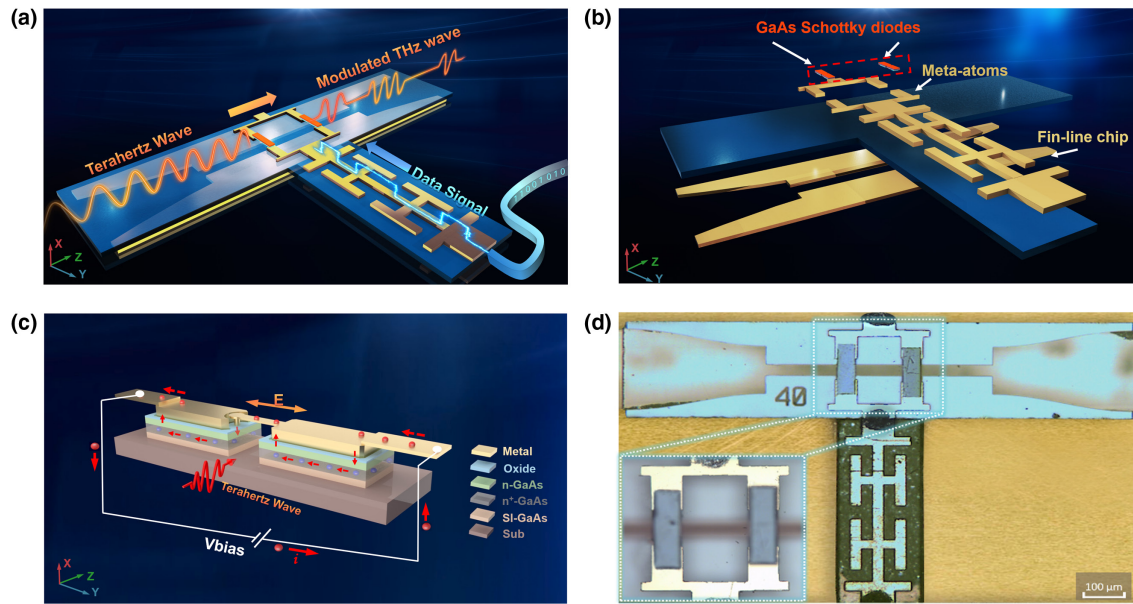 (a)
Modulated THz wave
Terahertz Wave
Data Signal
11001010
X
Z
Y
(b)
GaAs Schottky diodes
Meta-atoms
Fin-line chip
X
Z
Y
(c)
E
Terahertz Wave
Vbias
i
Metal
Oxide
n-GaAs
n⁺-GaAs
SI-GaAs
Sub
X
Z
Y
(d)
40
100 μm